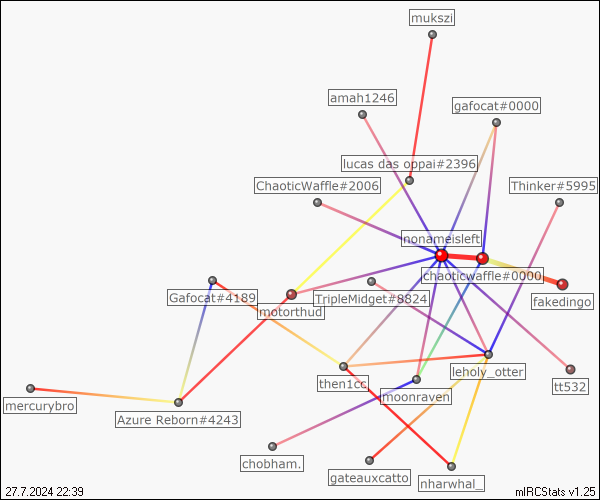 mukszi
amah1246
gafocat#0000
lucas das oppai#2396
ChaoticWaffle#2006
Thinker#5995
nonameisleft
chaoticwaffle#0000
Gafocat#4189
TripleMidget#8824
fakedingo
motorthud
leholy_otter
then1cc
tt532
moonraven
mercurybro
Azure Reborn#4243
chobham.
gateauxcatto
nharwhal_
27.7.2024 22:39
mIRCStats v1.25